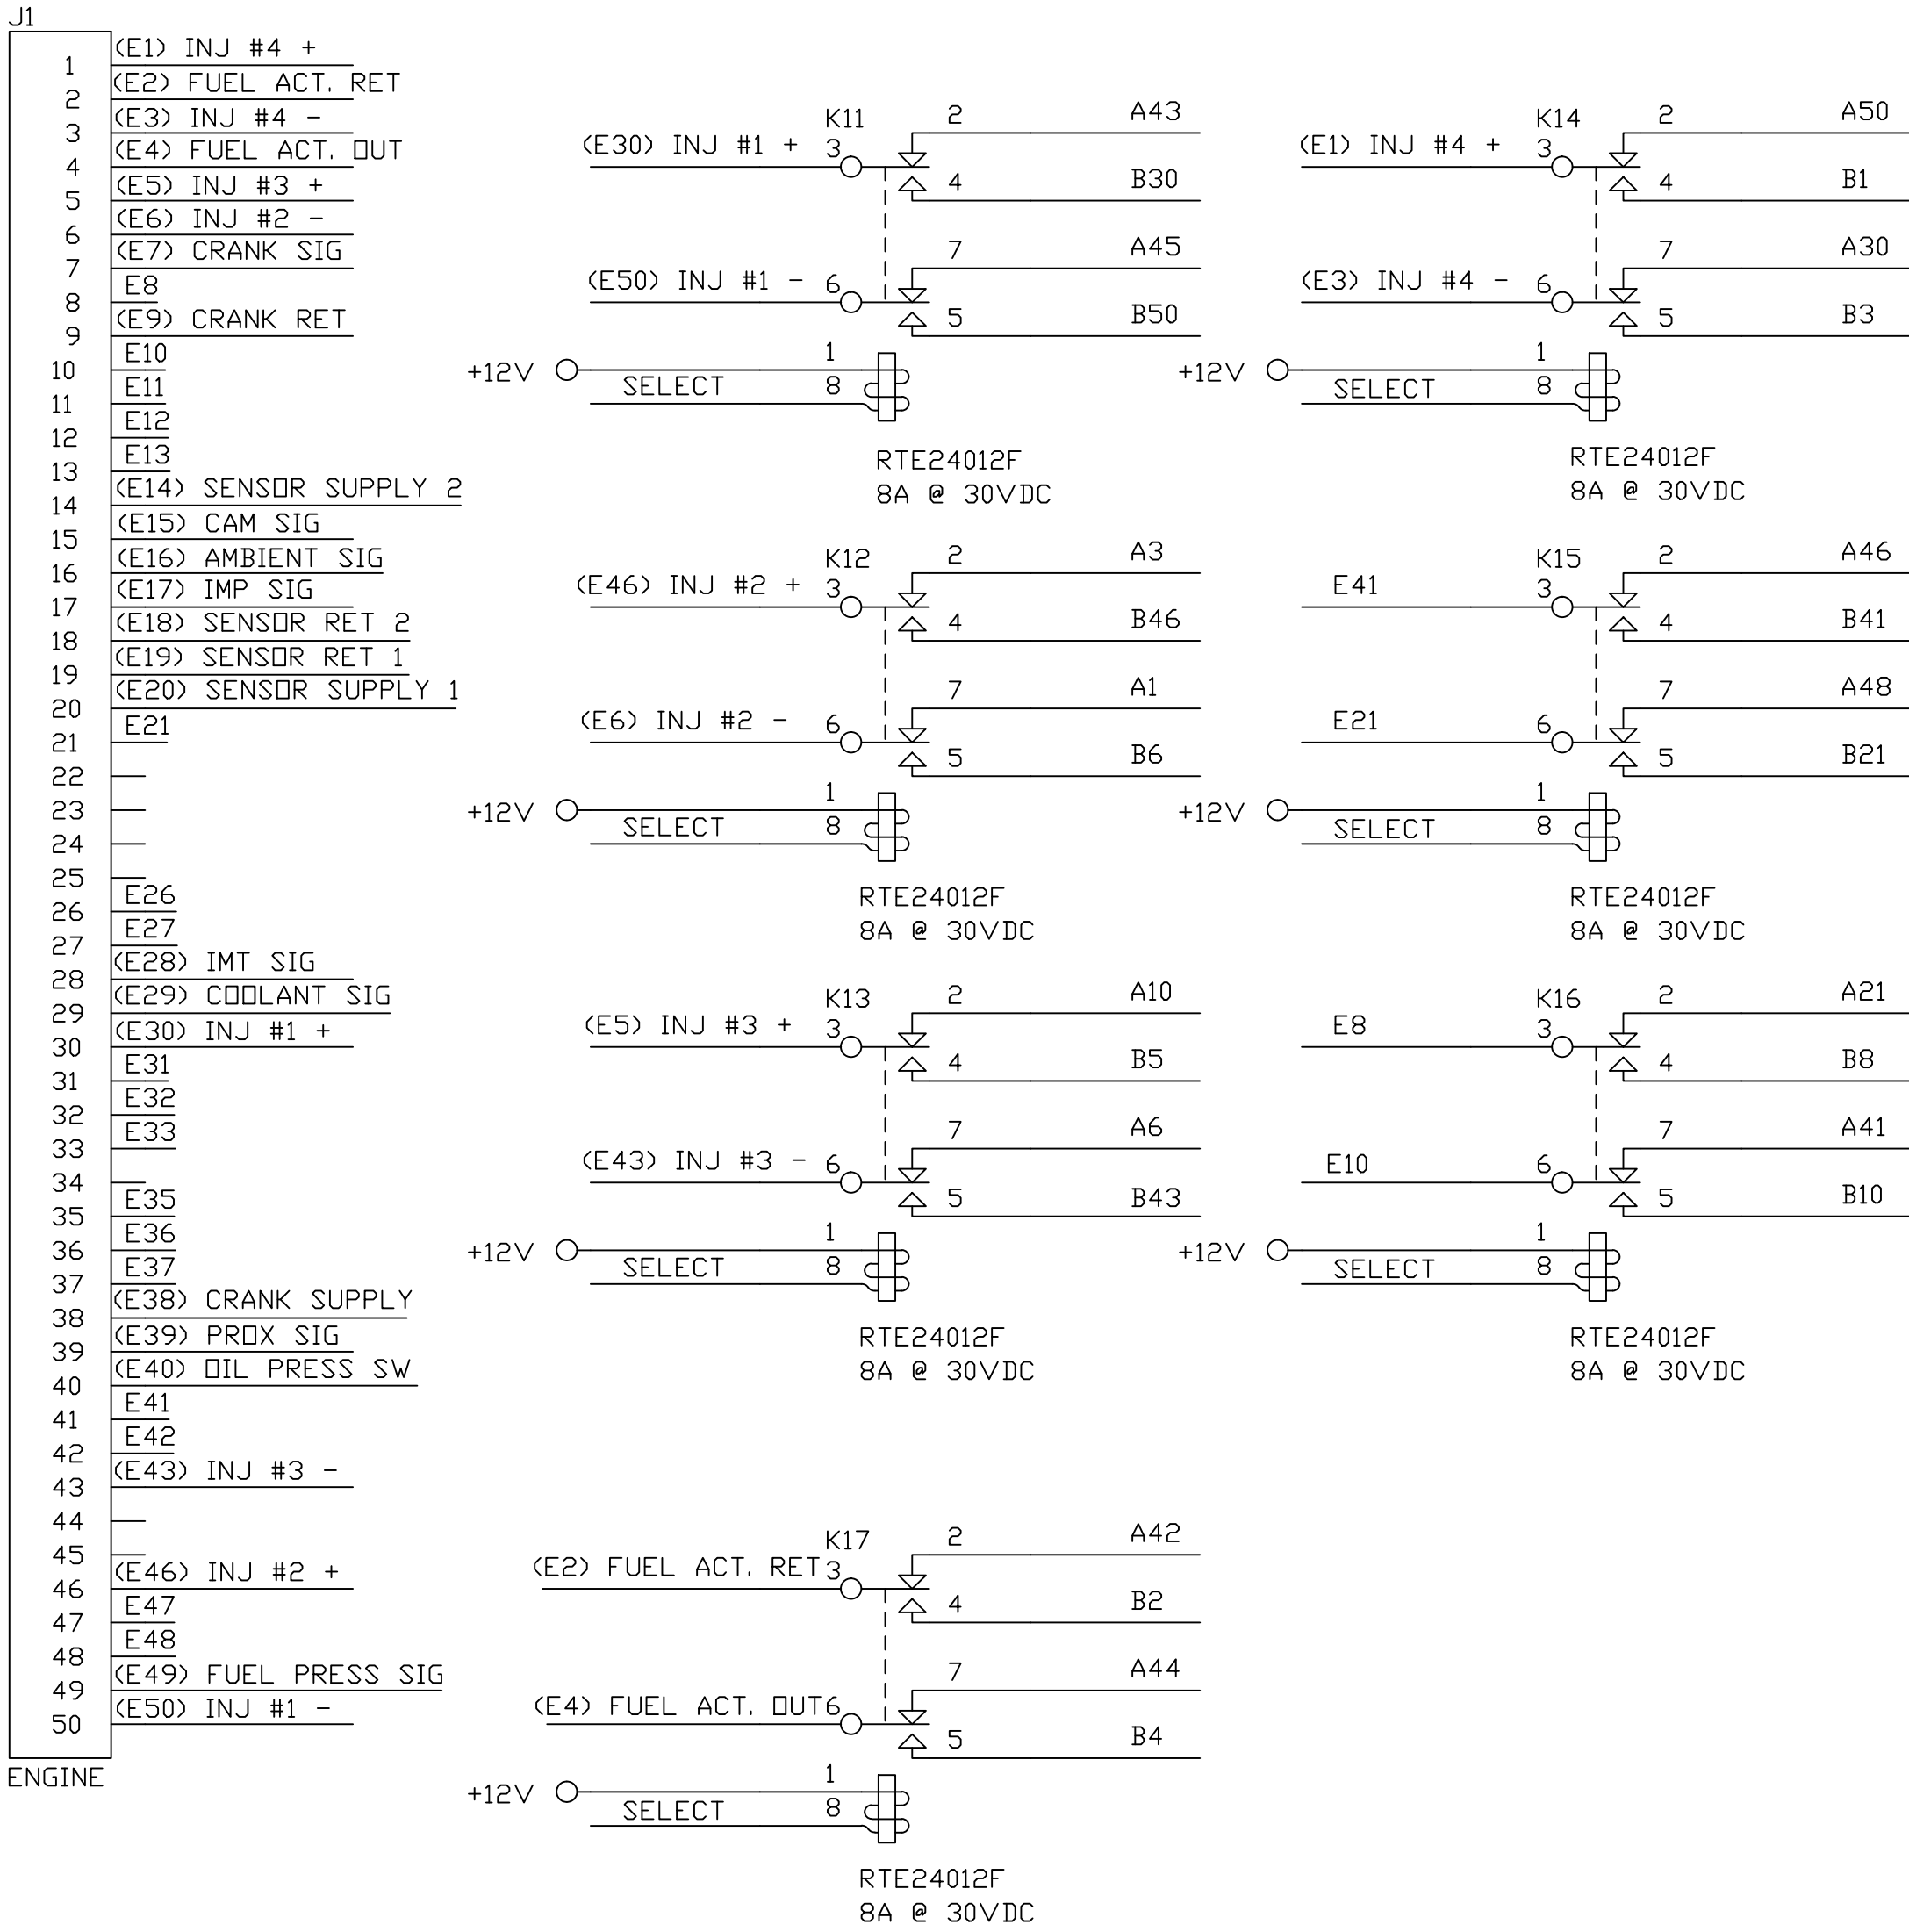 J1
(E1) INJ #4 +
1
(E2) FUEL ACT. RET
2
(E3) INJ #4 -
3
(E4) FUEL ACT. OUT
4
(E5) INJ #3 +
5
(E6) INJ #2 -
6
(E7) CRANK SIG
7
E8
8
(E9) CRANK RET
9
E10
10
E11
11
E12
12
E13
13
(E14) SENSOR SUPPLY 2
14
(E15) CAM SIG
15
(E16) AMBIENT SIG
16
(E17) IMP SIG
17
(E18) SENSOR RET 2
18
(E19) SENSOR RET 1
19
(E20) SENSOR SUPPLY 1
20
E21
21
22
23
24
25
E26
26
E27
27
(E28) IMT SIG
28
(E29) COOLANT SIG
29
(E30) INJ #1 +
30
E31
31
E32
32
E33
33
34
E35
35
E36
36
E37
37
(E38) CRANK SUPPLY
38
(E39) PROX SIG
39
(E40) OIL PRESS SW
40
E41
41
E42
42
(E43) INJ #3 -
43
44
45
(E46) INJ #2 +
46
E47
47
E48
48
(E49) FUEL PRESS SIG
49
(E50) INJ #1 -
50
ENGINE
K11 2 A43
(E30) INJ #1 + 3
4 B30
7 A45
(E50) INJ #1 - 6
5 B50
+12V 1
SELECT 8
RTE24012F
8A @ 30VDC
K14 2 A50
(E1) INJ #4 + 3
4 B1
7 A30
(E3) INJ #4 - 6
5 B3
+12V 1
SELECT 8
RTE24012F
8A @ 30VDC
K12 2 A3
(E46) INJ #2 + 3
4 B46
7 A1
(E6) INJ #2 - 6
5 B6
+12V 1
SELECT 8
RTE24012F
8A @ 30VDC
K15 2 A46
E41 3
4 B41
7 A48
E21 6
5 B21
+12V 1
SELECT 8
RTE24012F
8A @ 30VDC
K13 2 A10
(E5) INJ #3 + 3
4 B5
7 A6
(E43) INJ #3 - 6
5 B43
+12V 1
SELECT 8
RTE24012F
8A @ 30VDC
K16 2 A21
E8 3
4 B8
7 A41
E10 6
5 B10
+12V 1
SELECT 8
RTE24012F
8A @ 30VDC
K17 2 A42
(E2) FUEL ACT. RET 3
4 B2
7 A44
(E4) FUEL ACT. OUT 6
5 B4
+12V 1
SELECT 8
RTE24012F
8A @ 30VDC